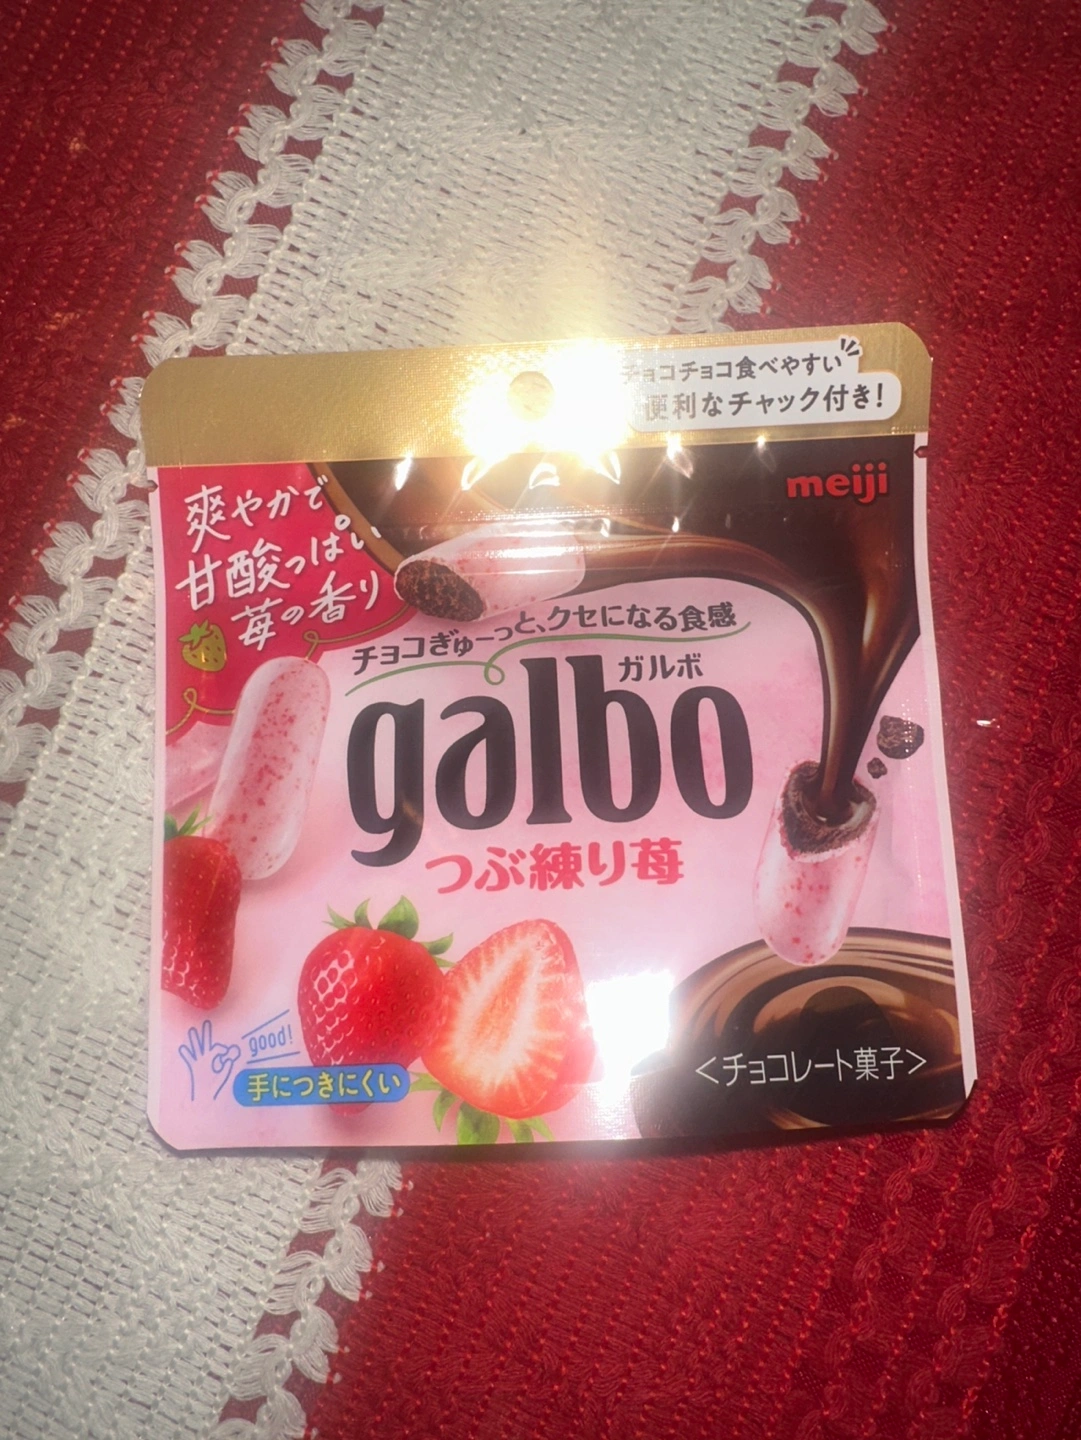 チョコチョコ食べやすい
便利なチャック付き!
meiji
爽やかで
甘酸っぱい
苺の香り
チョコぎゅーっと、クセになる食感
ガルボ
galbo
つぶ練り苺
good!
手につきにくい
<チョコレート菓子>